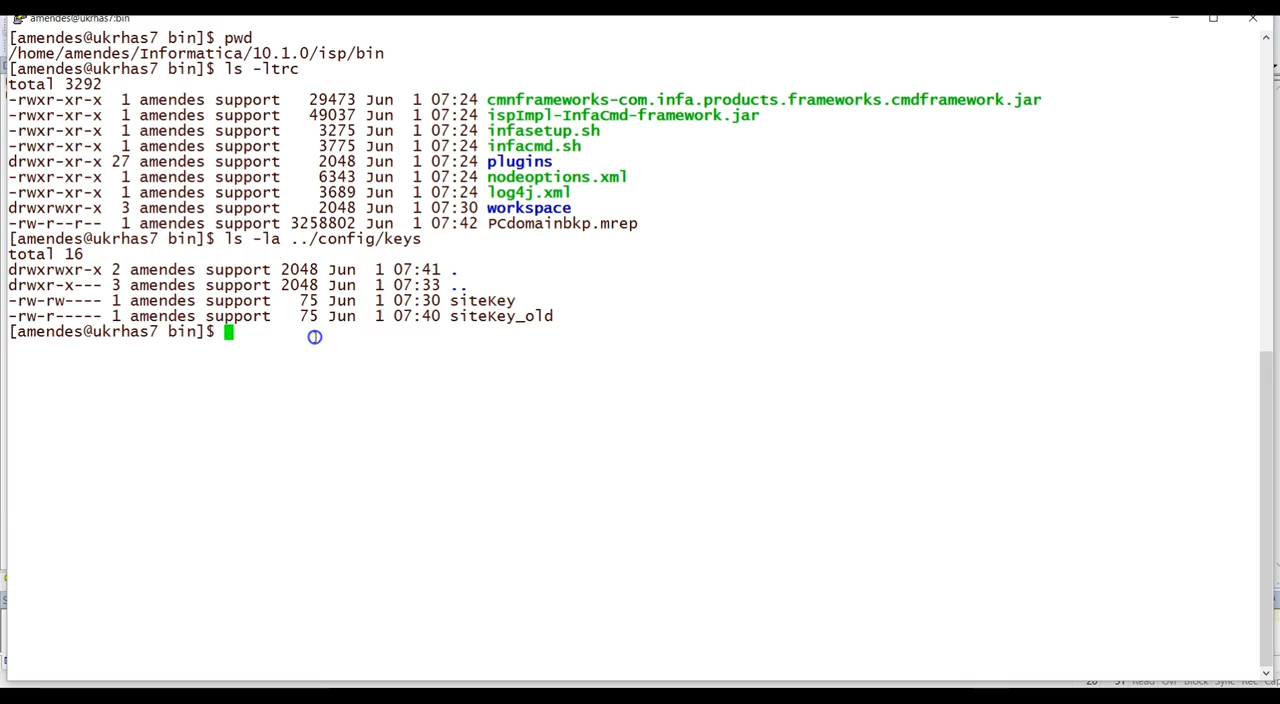 amendes@ukrhas7:bin
[amendes@ukrhas7 bin]$ pwd
/home/amendes/Informatica/10.1.0/isp/bin
[amendes@ukrhas7 bin]$ ls -ltrc
total 3292
-rwxr-xr-x  1 amendes support   29473 Jun  1 07:24 cmnframeworks-com.infa.products.frameworks.cmdframework.jar
-rwxr-xr-x  1 amendes support   49037 Jun  1 07:24 ispImpl-InfaCmd-framework.jar
-rwxr-xr-x  1 amendes support    3275 Jun  1 07:24 infasetup.sh
-rwxr-xr-x  1 amendes support    3775 Jun  1 07:24 infacmd.sh
drwxr-xr-x 27 amendes support    2048 Jun  1 07:24 plugins
-rwxr-xr-x  1 amendes support    6343 Jun  1 07:24 nodeoptions.xml
-rwxr-xr-x  1 amendes support    3689 Jun  1 07:24 log4j.xml
drwxrwxr-x  3 amendes support    2048 Jun  1 07:30 workspace
-rw-r--r--  1 amendes support 3258802 Jun  1 07:42 PCdomainbkp.mrep
[amendes@ukrhas7 bin]$ ls -la ../config/keys
total 16
drwxrwxr-x 2 amendes support 2048 Jun  1 07:41 .
drwxr-x--- 3 amendes support 2048 Jun  1 07:33 ..
-rw-rw---- 1 amendes support   75 Jun  1 07:30 siteKey
-rw-r----- 1 amendes support   75 Jun  1 07:40 siteKey_old
[amendes@ukrhas7 bin]$
Read Ovr Block Sync Rec Cap